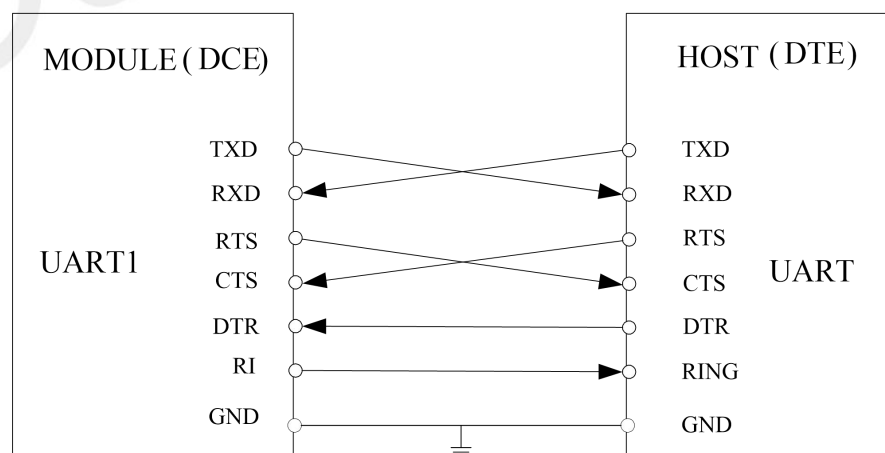 MODULE (DCE)
HOST (DTE)
TXD
TXD
RXD
RXD
RTS
RTS
UART1
UART
CTS
CTS
DTR
DTR
RI
RING
GND
GND